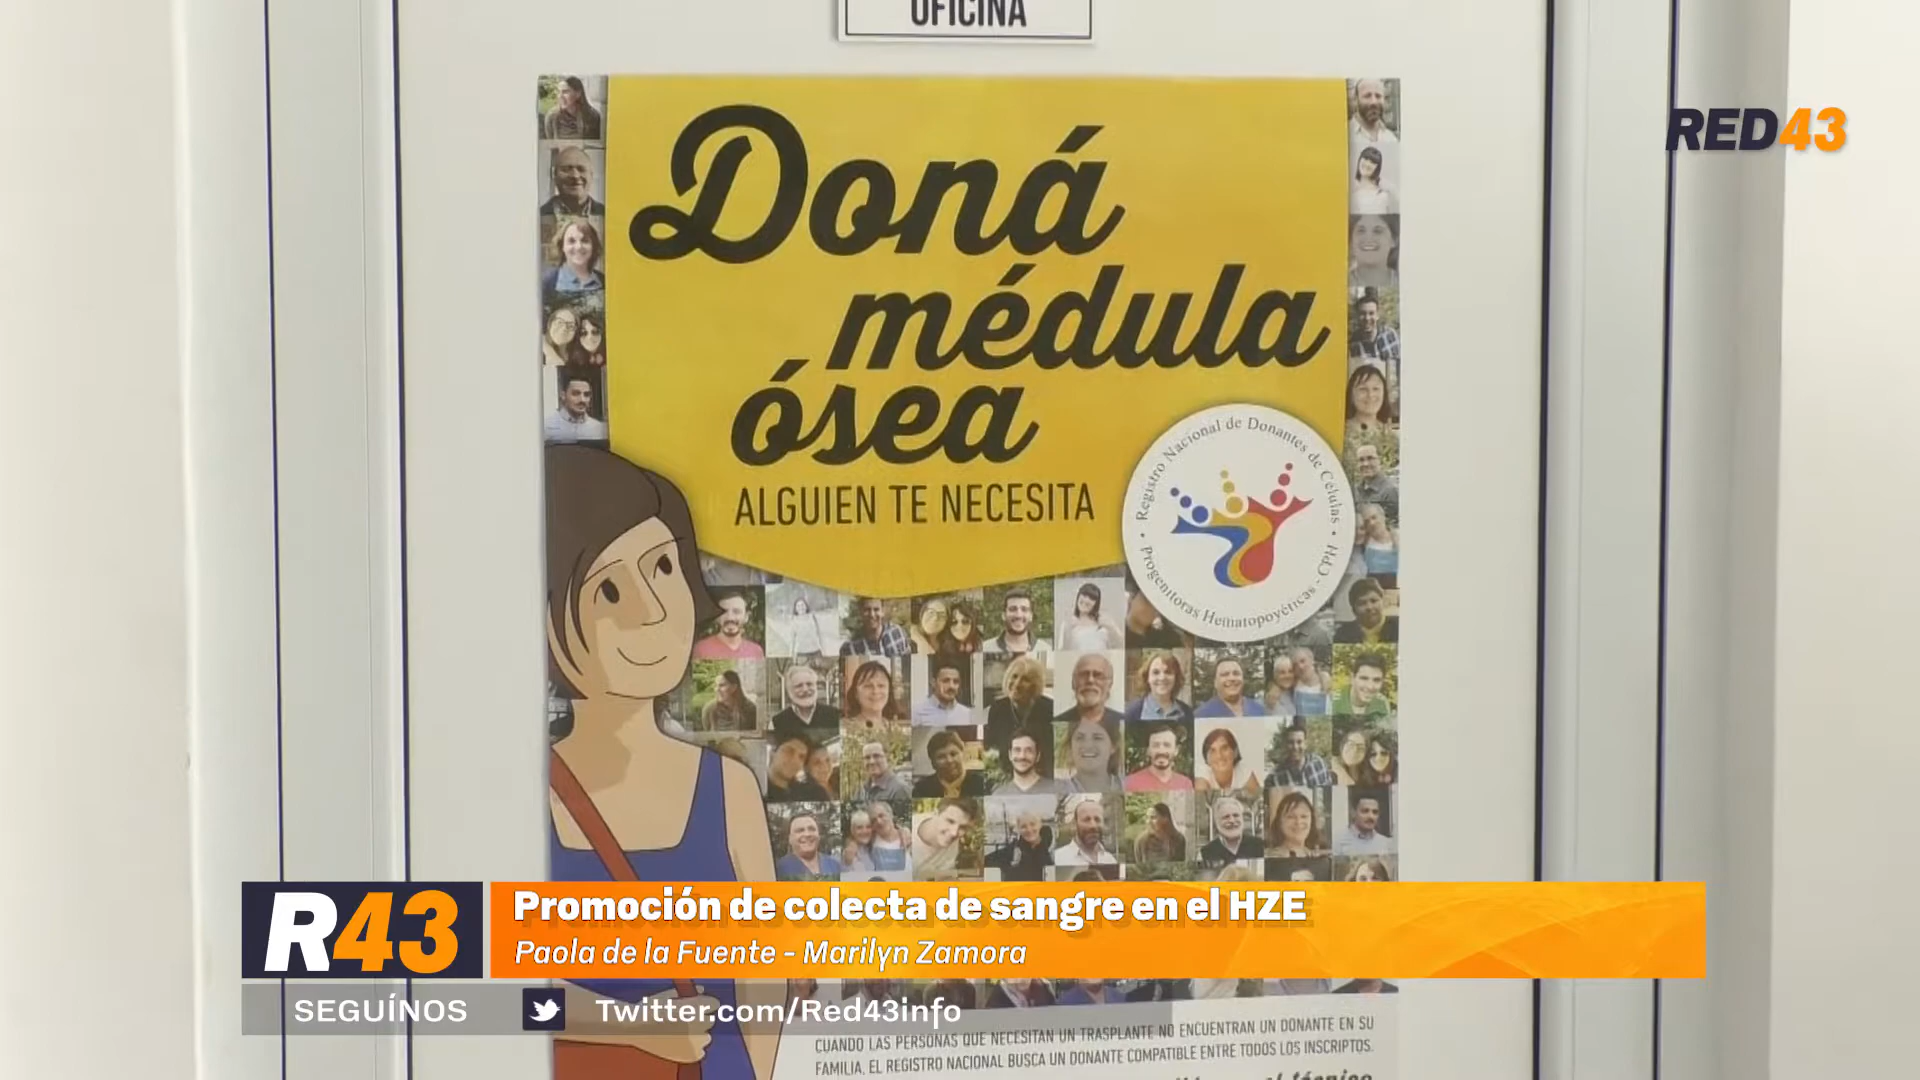 OFICINA
RED43
Doná
médula
ósea
ALGUIEN TE NECESITA
• Registro Nacional de Donantes de Células •
Progenitoras Hematopoyéticas - CPH
R43
Promoción de colecta de sangre en el HZE
Paola de la Fuente - Marilyn Zamora
SEGUÍNOS
Twitter.com/Red43info
CUANDO LAS PERSONAS QUE NECESITAN UN TRASPLANTE NO ENCUENTRAN UN DONANTE EN SU
FAMILIA, EL REGISTRO NACIONAL BUSCA UN DONANTE COMPATIBLE ENTRE TODOS LOS INSCRIPTOS.